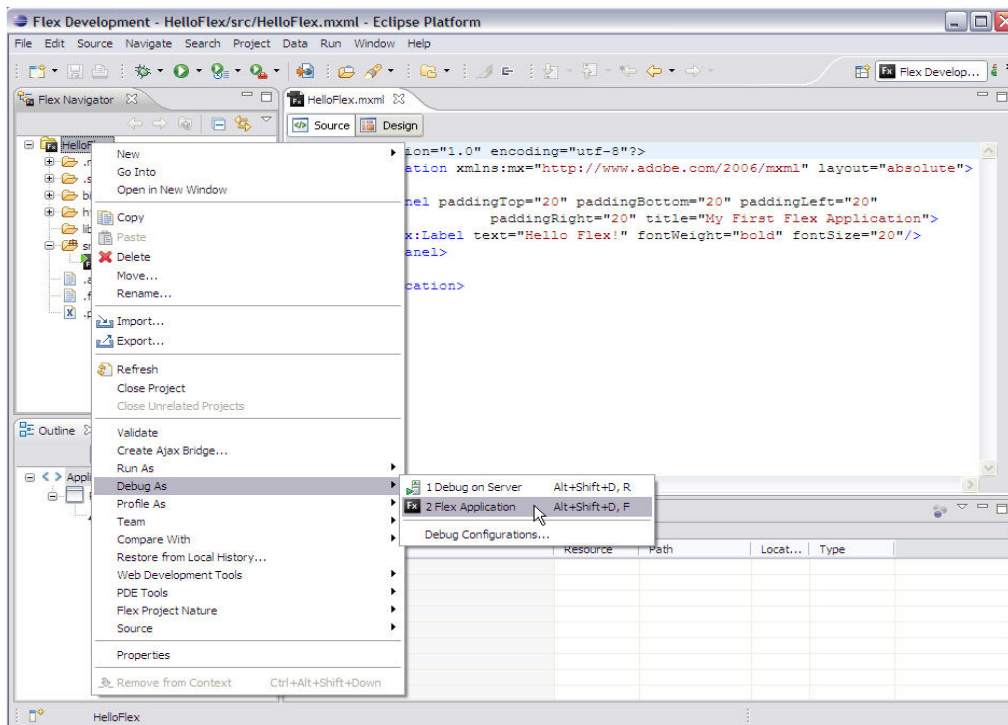 Flex Development - HelloFlex/src/HelloFlex.mxml - Eclipse Platform
File Edit Source Navigate Search Project Data Run Window Help
Fx Flex Develop...
Flex Navigator
HelloFlex.mxml
Source Design
HelloF
New
Go Into
Open in New Window
Copy
Paste
Delete
Move...
Rename...
Import...
Export...
Refresh
Close Project
Close Unrelated Projects
Validate
Create Ajax Bridge...
Run As
Debug As
Profile As
Team
Compare With
Restore from Local History...
Web Development Tools
PDE Tools
Flex Project Nature
Source
Properties
Remove from Context Ctrl+Alt+Shift+Down
1 Debug on Server Alt+Shift+D, R
Fx 2 Flex Application Alt+Shift+D, F
Debug Configurations...
ion="1.0" encoding="utf-8"?>
ation xmlns:mx="http://www.adobe.com/2006/mxml" layout="absolute">
nel paddingTop="20" paddingBottom="20" paddingLeft="20"
paddingRight="20" title="My First Flex Application">
x:Label text="Hello Flex!" fontWeight="bold" fontSize="20"/>
anel>
cation>
Outline
Appli
Resource Path Locat... Type
HelloFlex